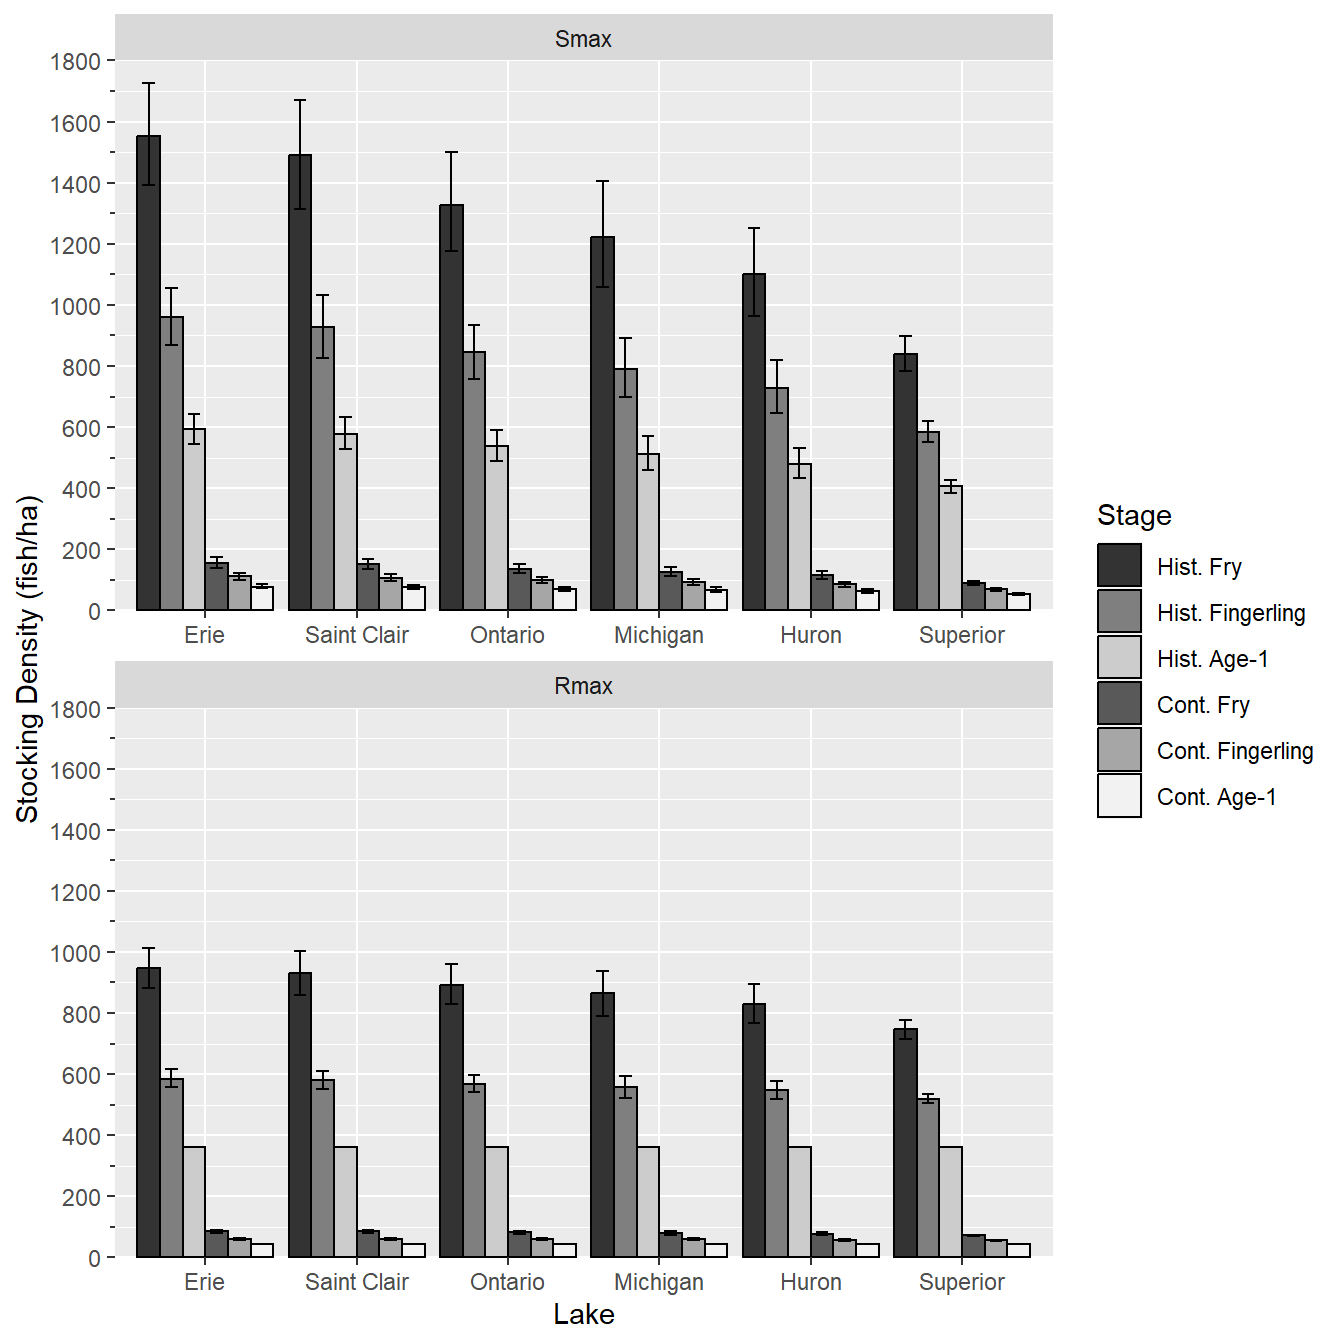 Smax
1800
1600
1400
1200
1000
800
600
400
200
0
Erie Saint Clair Ontario Michigan Huron Superior
Rmax
1800
1600
1400
1200
1000
800
600
400
200
0
Erie Saint Clair Ontario Michigan Huron Superior
Lake
Stocking Density (fish/ha)
Stage
Hist. Fry
Hist. Fingerling
Hist. Age-1
Cont. Fry
Cont. Fingerling
Cont. Age-1